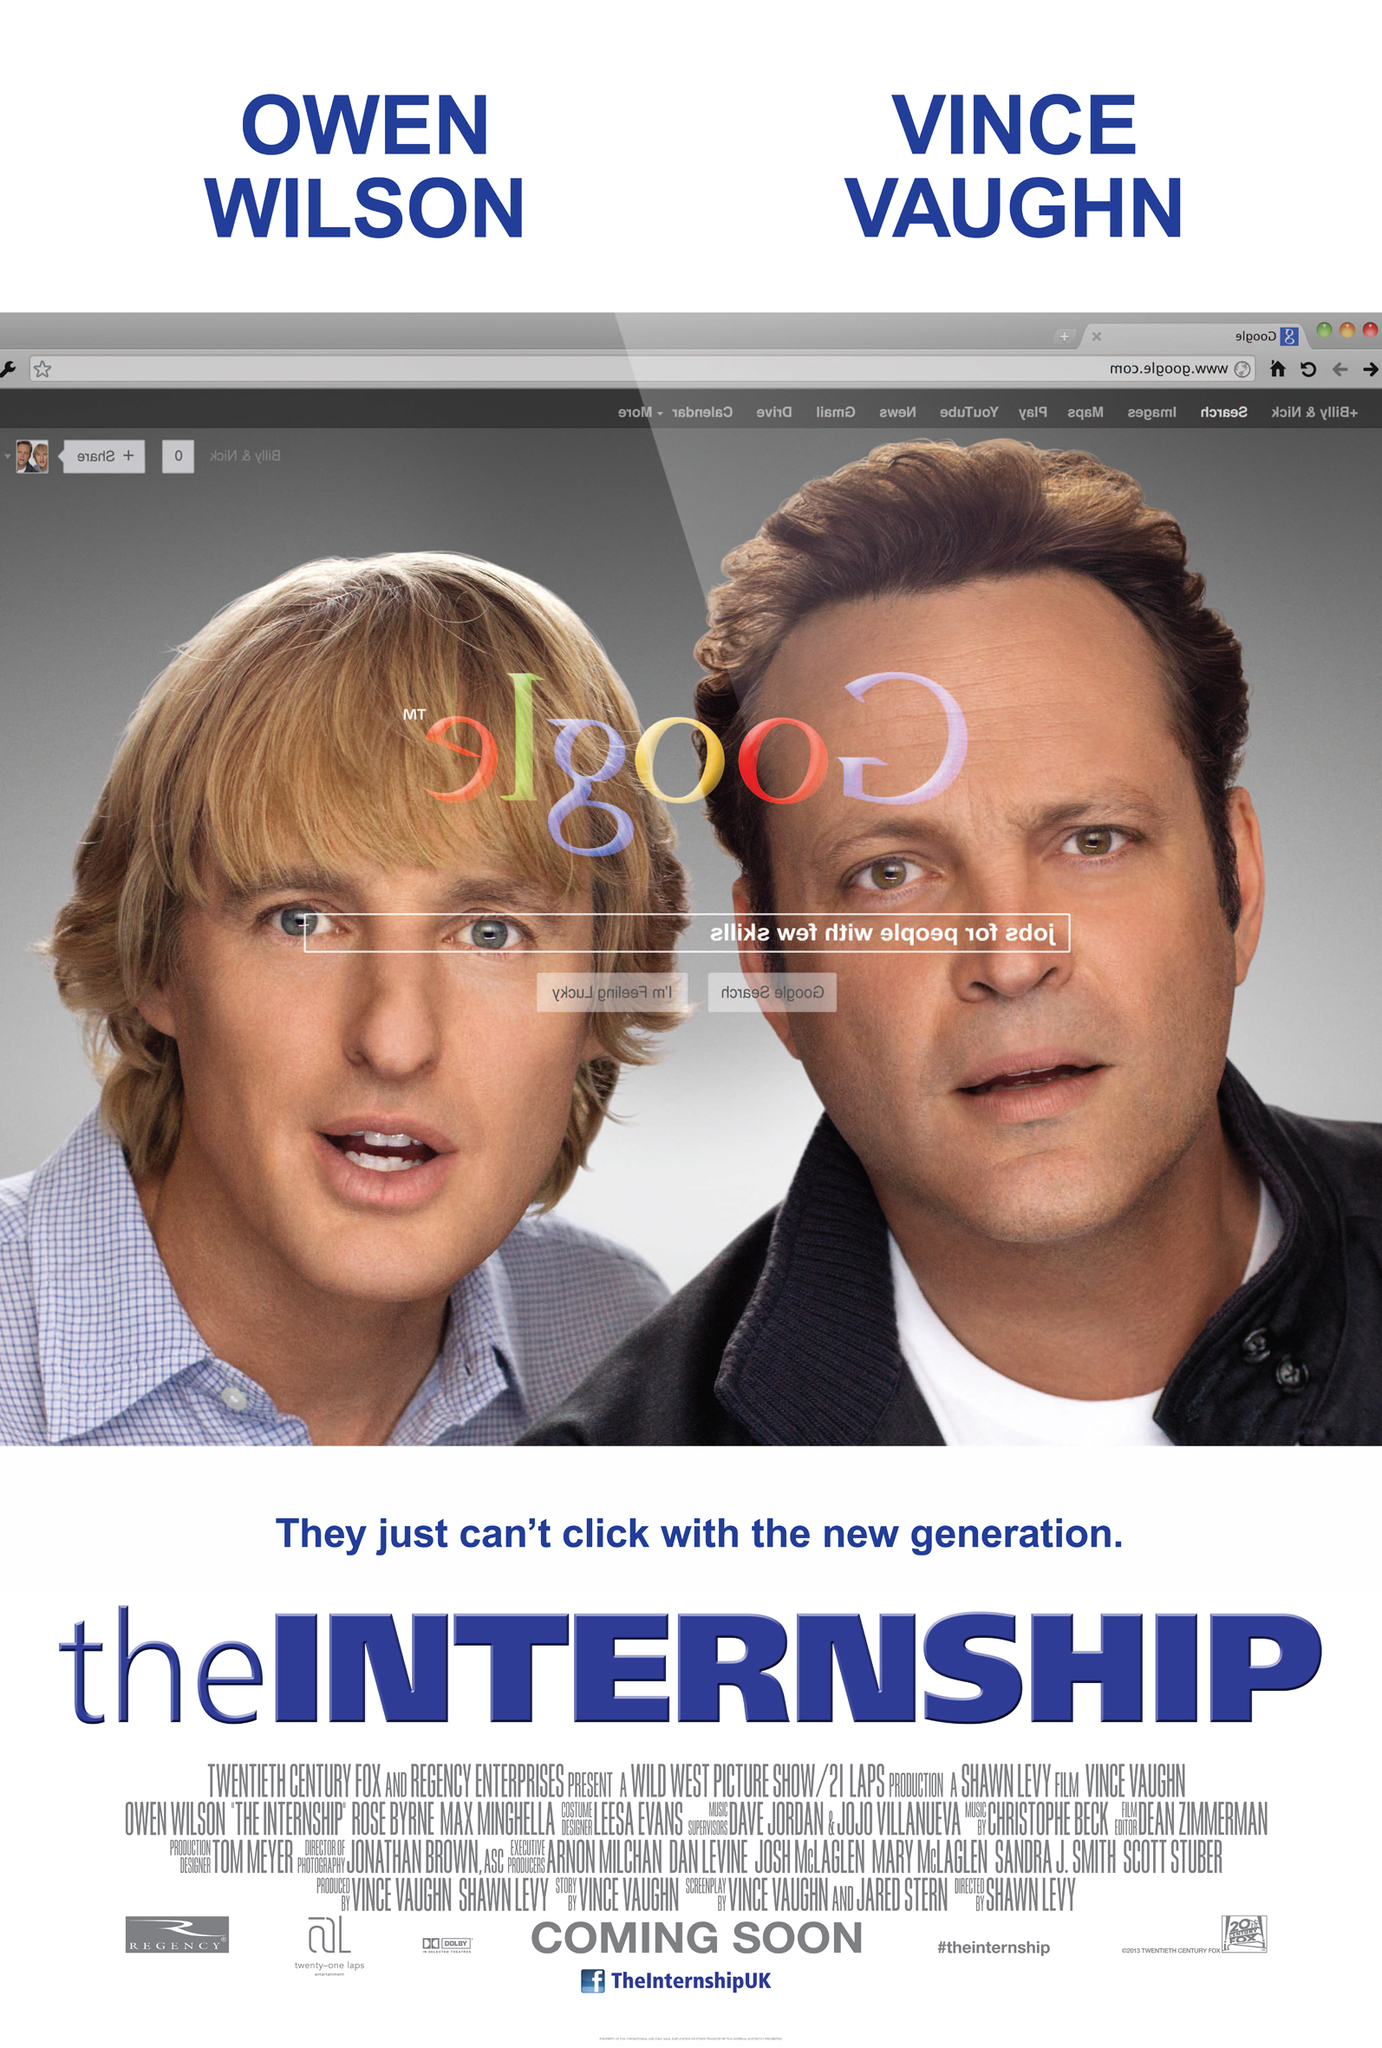 OWEN
WILSON
VINCE
VAUGHN
Google
www.google.com
+Billy & Nick Search Images Maps Play YouTube News Gmail Drive Calendar More
Billy & Nick 0 + Share
Google™
jobs for people with few skills
Google Search I'm Feeling Lucky
They just can’t click with the new generation.
theINTERNSHIP
TWENTIETH CENTURY FOX AND REGENCY ENTERPRISES PRESENT A WILD WEST PICTURE SHOW/21 LAPS PRODUCTION A SHAWN LEVY FILM VINCE VAUGHN
OWEN WILSON "THE INTERNSHIP" ROSE BYRNE MAX MINGHELLA COSTUME DESIGNER LEESA EVANS MUSIC SUPERVISORS DAVE JORDAN & JOJO VILLANUEVA MUSIC BY CHRISTOPHE BECK FILM EDITOR DEAN ZIMMERMAN
PRODUCTION DESIGNER TOM MEYER DIRECTOR OF PHOTOGRAPHY JONATHAN BROWN, ASC EXECUTIVE PRODUCERS ARNON MILCHAN DAN LEVINE JOSH McLAGLEN MARY McLAGLEN SANDRA J. SMITH SCOTT STUBER
PRODUCED BY VINCE VAUGHN SHAWN LEVY STORY BY VINCE VAUGHN SCREENPLAY BY VINCE VAUGHN AND JARED STERN DIRECTED BY SHAWN LEVY
REGENCY
21L
twenty-one laps
entertainment
DOLBY
IN SELECTED THEATRES
COMING SOON
#theinternship
©2013 TWENTIETH CENTURY FOX
20TH CENTURY FOX
f TheInternshipUK